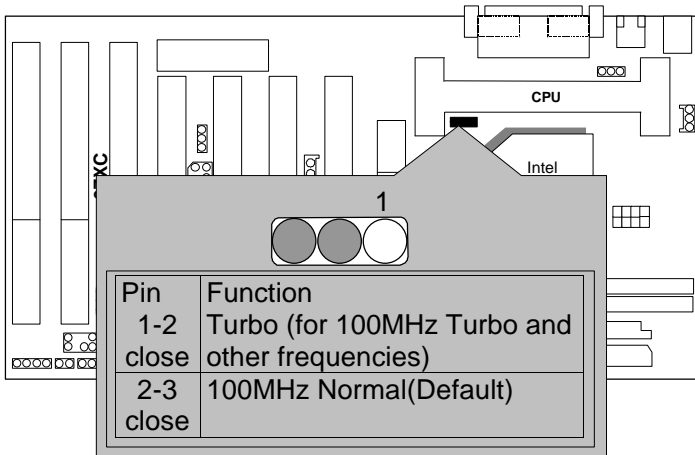 CPU
Intel
1
Pin Function
1-2 Turbo (for 100MHz Turbo and
close other frequencies)
2-3 100MHz Normal(Default)
close